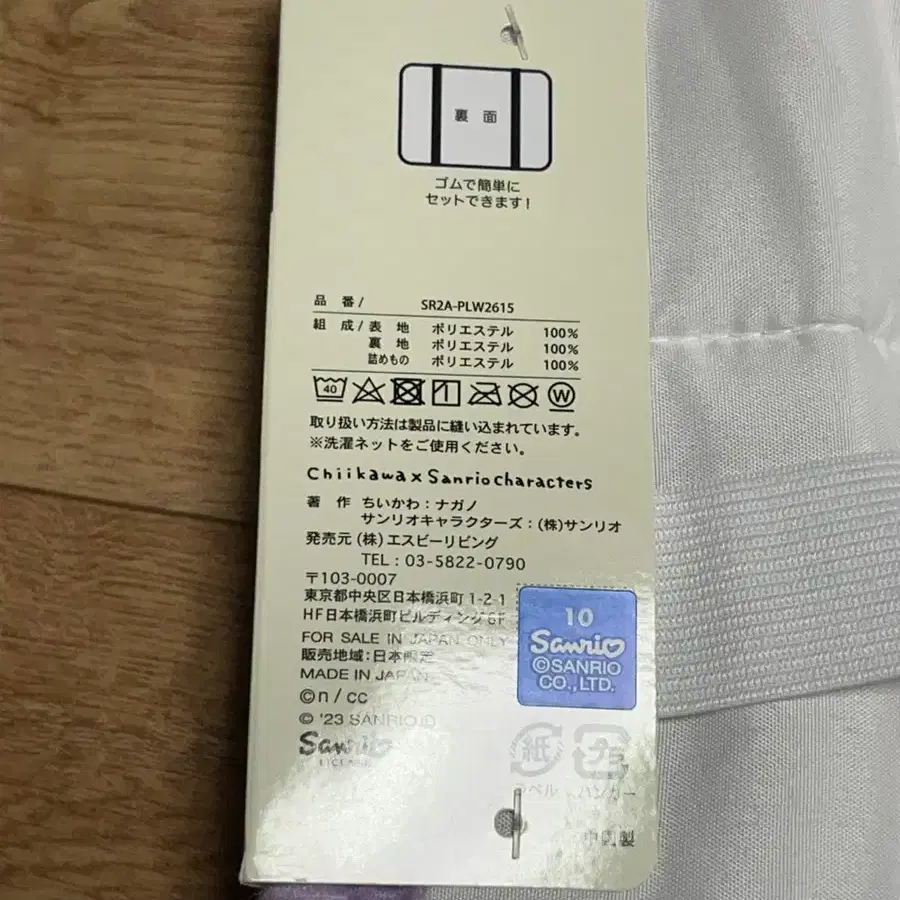 裏 面
ゴムで簡単に
セットできます!
品 番/ SR2A-PLW2615
組 成/表 地 ポリエステル 100%
裏 地 ポリエステル 100%
詰めもの ポリエステル 100%
40 1 W
取り扱い方法は製品に縫い込まれています。
※洗濯ネットをご使用ください。
Chiikawa x Sanrio characters
著 作 ちいかわ:ナガノ
サンリオキャラクターズ:(株)サンリオ
発売元 (株)エスビーリビング
TEL:03-5822-0790
〒103-0007
東京都中央区日本橋浜町1-2-1
HF日本橋浜町ビルディング6F
FOR SALE IN JAPAN ONLY
販売地域:日本限定
MADE IN JAPAN
©n / cc
© '23 SANRIO
Sanrio
LICENSE
10
Sanrio
©SANRIO
CO.,LTD.
紙 プラ
ラベル ハンガー
中国製